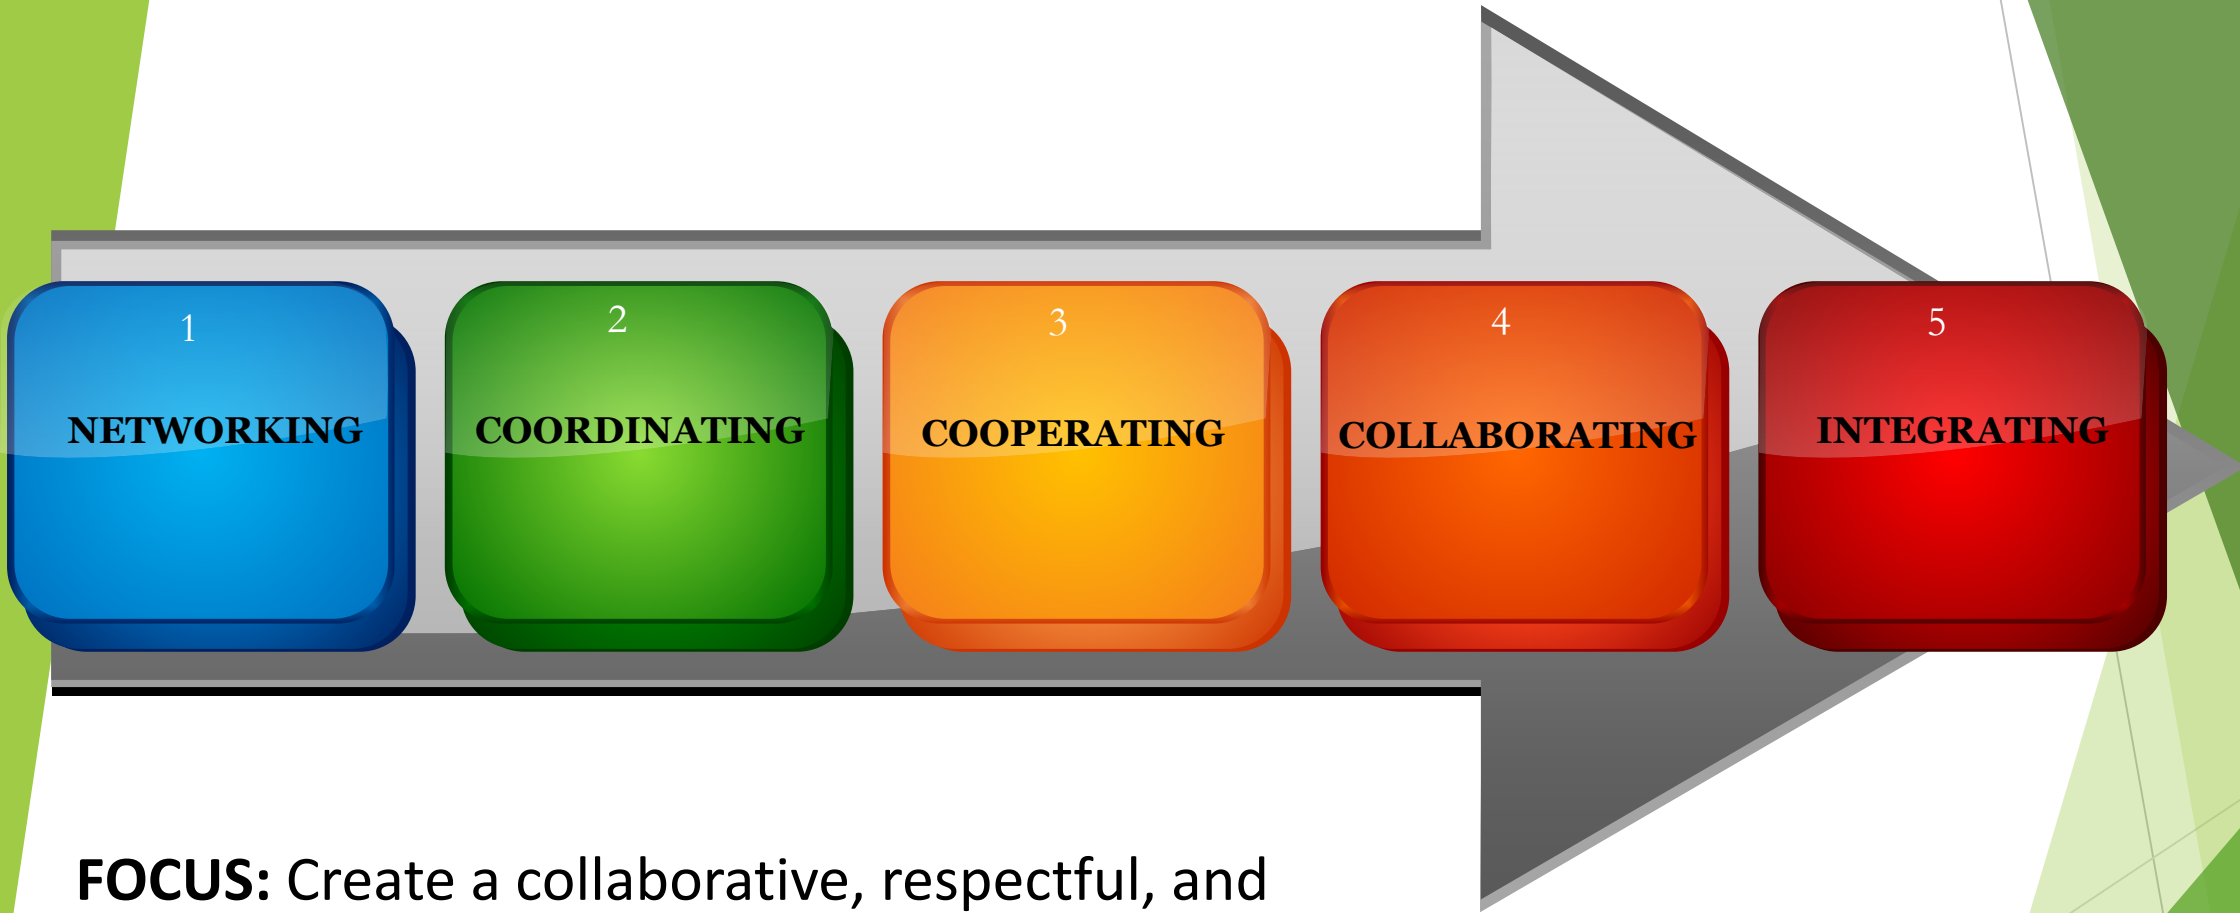 1
NETWORKING
2
COORDINATING
3
COOPERATING
4
COLLABORATING
5
INTEGRATING
FOCUS: Create a collaborative, respectful, and